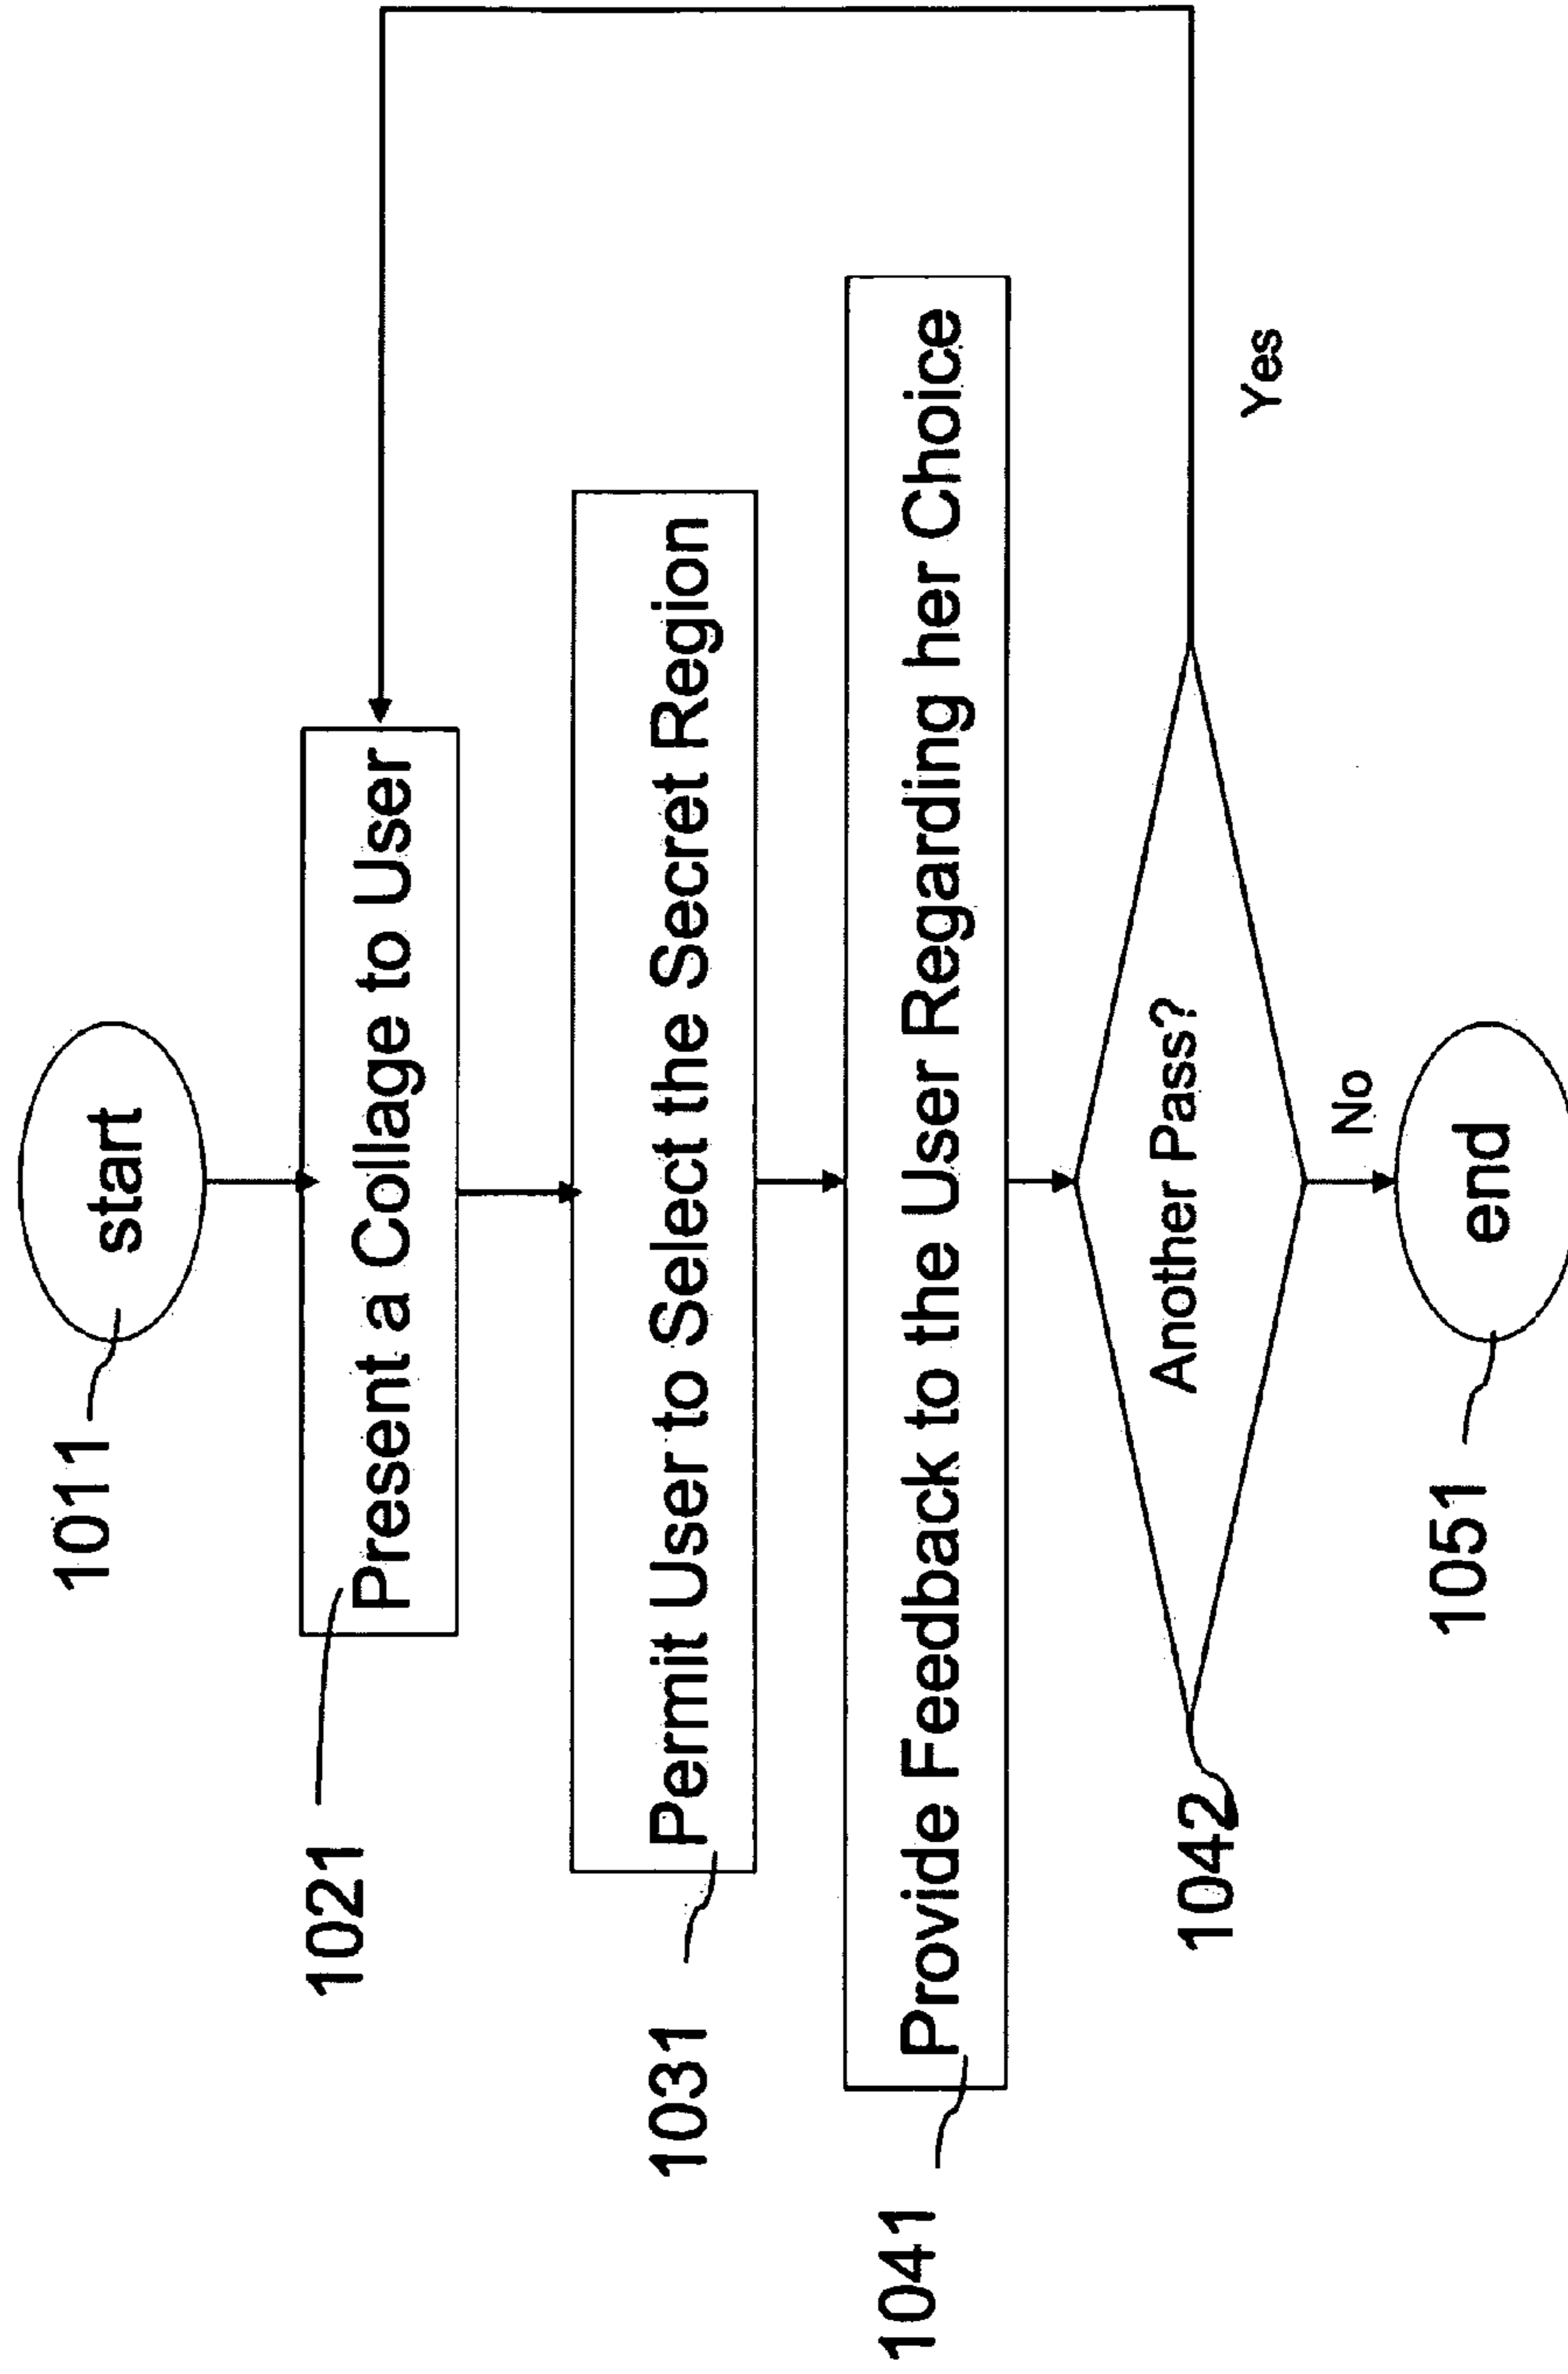 1011
start
1021
Present a Collage to User
1031
Permit User to Select the Secret Region
1041
Provide Feedback to the User Regarding her Choice
1042
Another Pass?
Yes
No
1051
end